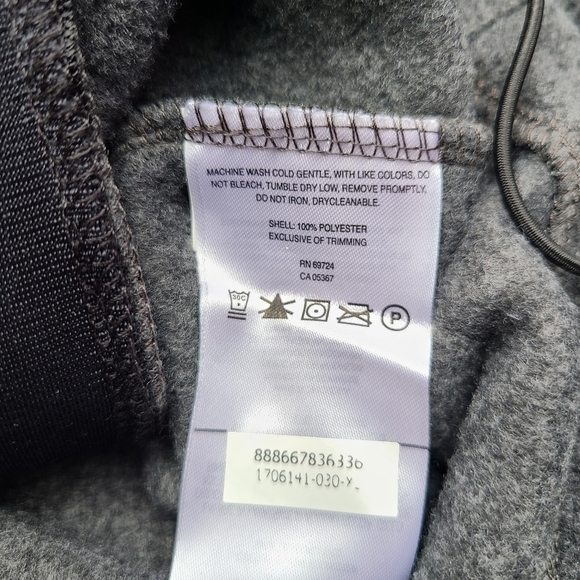 MACHINE WASH COLD GENTLE, WITH LIKE COLORS, DO
NOT BLEACH, TUMBLE DRY LOW, REMOVE PROMPTLY,
DO NOT IRON, DRYCLEANABLE.
SHELL: 100% POLYESTER
EXCLUSIVE OF TRIMMING
RN 69724
CA 05367
30C P
888667836336
1706141-030-X